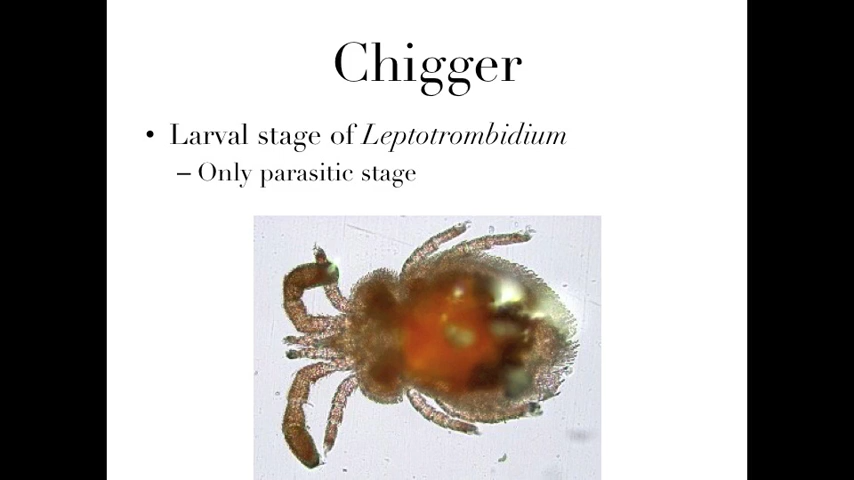 Chigger
• Larval stage of Leptotrombidium
– Only parasitic stage